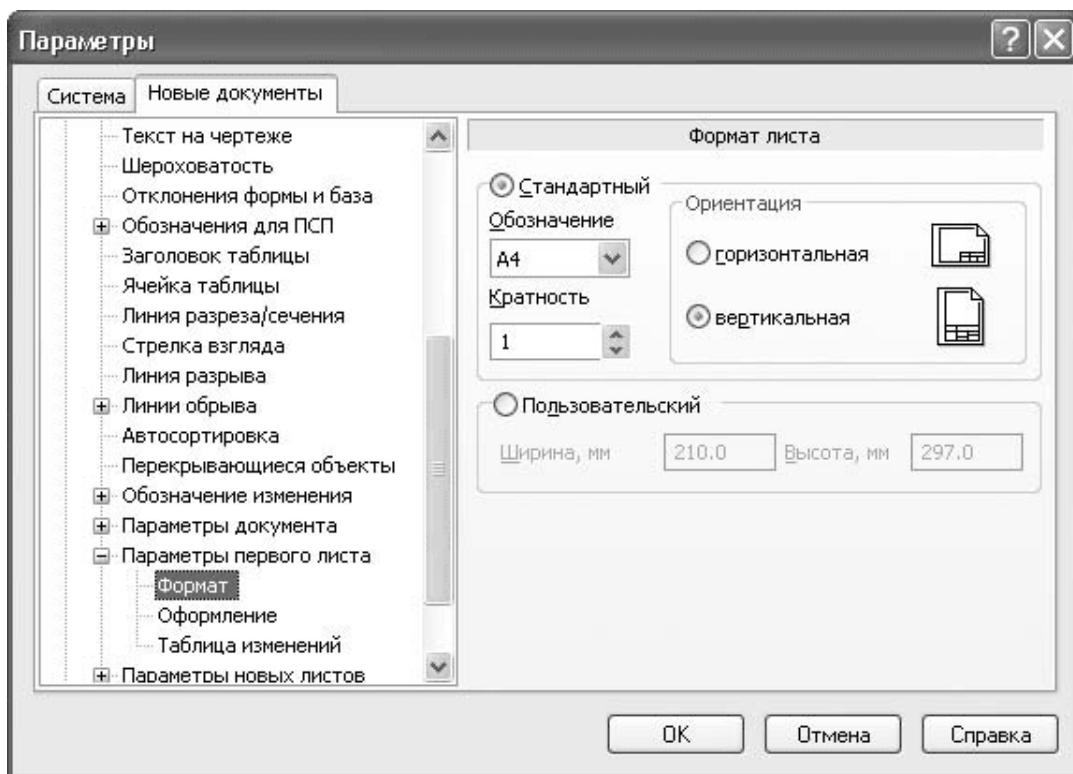 Параметры
Система
Новые документы
Текст на чертеже
Шероховатость
Отклонения формы и база
Обозначения для ПСП
Заголовок таблицы
Ячейка таблицы
Линия разреза/сечения
Стрелка взгляда
Линия разрыва
Линии обрыва
Автосортировка
Перекрывающиеся объекты
Обозначение изменения
Параметры документа
Параметры первого листа
Формат
Оформление
Таблица изменений
Параметры новых листов
Формат листа
Стандартный
Обозначение
A4
Кратность
1
Ориентация
горизонтальная
вертикальная
Пользовательский
Ширина, мм 210.0 Высота, мм 297.0
OK Отмена Справка